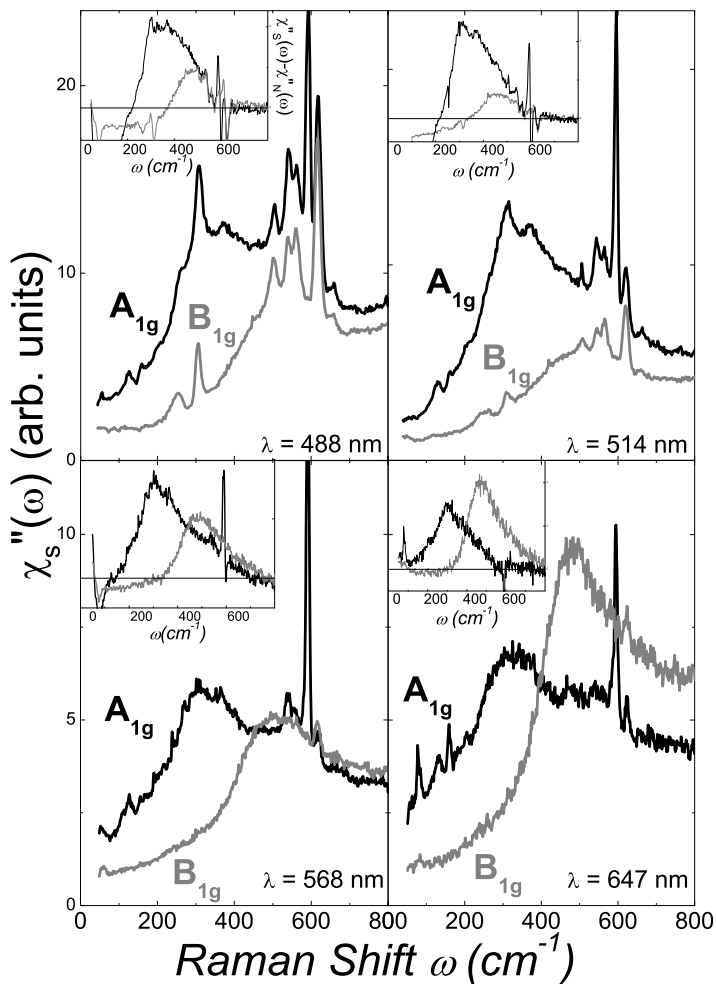 0 200 400 600
ω (cm⁻¹)
χ"S(ω)-χ"N(ω)
0 200 400 600
ω (cm⁻¹)
20
10
0
A1g
B1g
λ = 488 nm
A1g
B1g
λ = 514 nm
χs"(ω) (arb. units)
0 200 400 600
ω(cm⁻¹)
0 200 400 600
ω (cm⁻¹)
10
5
0
A1g
B1g
λ = 568 nm
A1g
B1g
λ = 647 nm
0 200 400 600 800 200 400 600 800
Raman Shift ω (cm⁻¹)